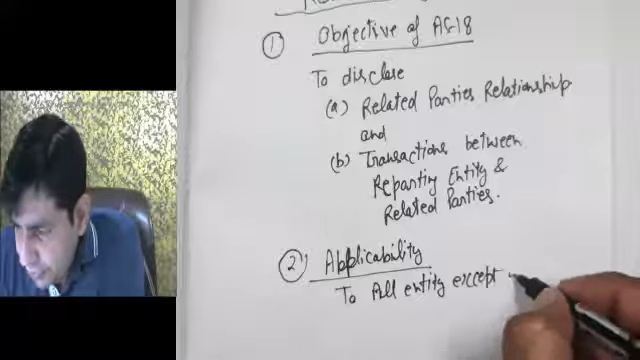 ① Objective of AS-18
To disclose
(a) Related Parties Relationship
and
(b) Transactions between
Reporting Entity &
Related Parties.
② Applicability
To All entity except